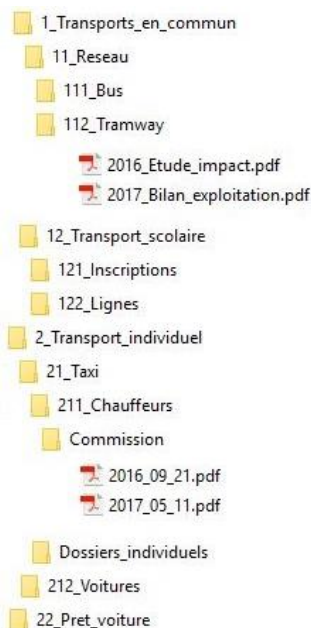 1_Transports_en_commun
11_Reseau
111_Bus
112_Tramway
2016_Etude_impact.pdf
2017_Bilan_exploitation.pdf
12_Transport_scolaire
121_Inscriptions
122_Lignes
2_Transport_individuel
21_Taxi
211_Chauffeurs
Commission
2016_09_21.pdf
2017_05_11.pdf
Dossiers_individuels
212_Voitures
22_Pret_voiture